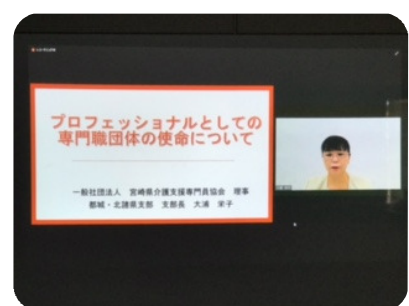 プロフェッショナルとしての
専門職団体の使命について
一般社団法人 宮崎県介護支援専門員協会 理事
都城・北諸県支部 支部長 大浦 栄子